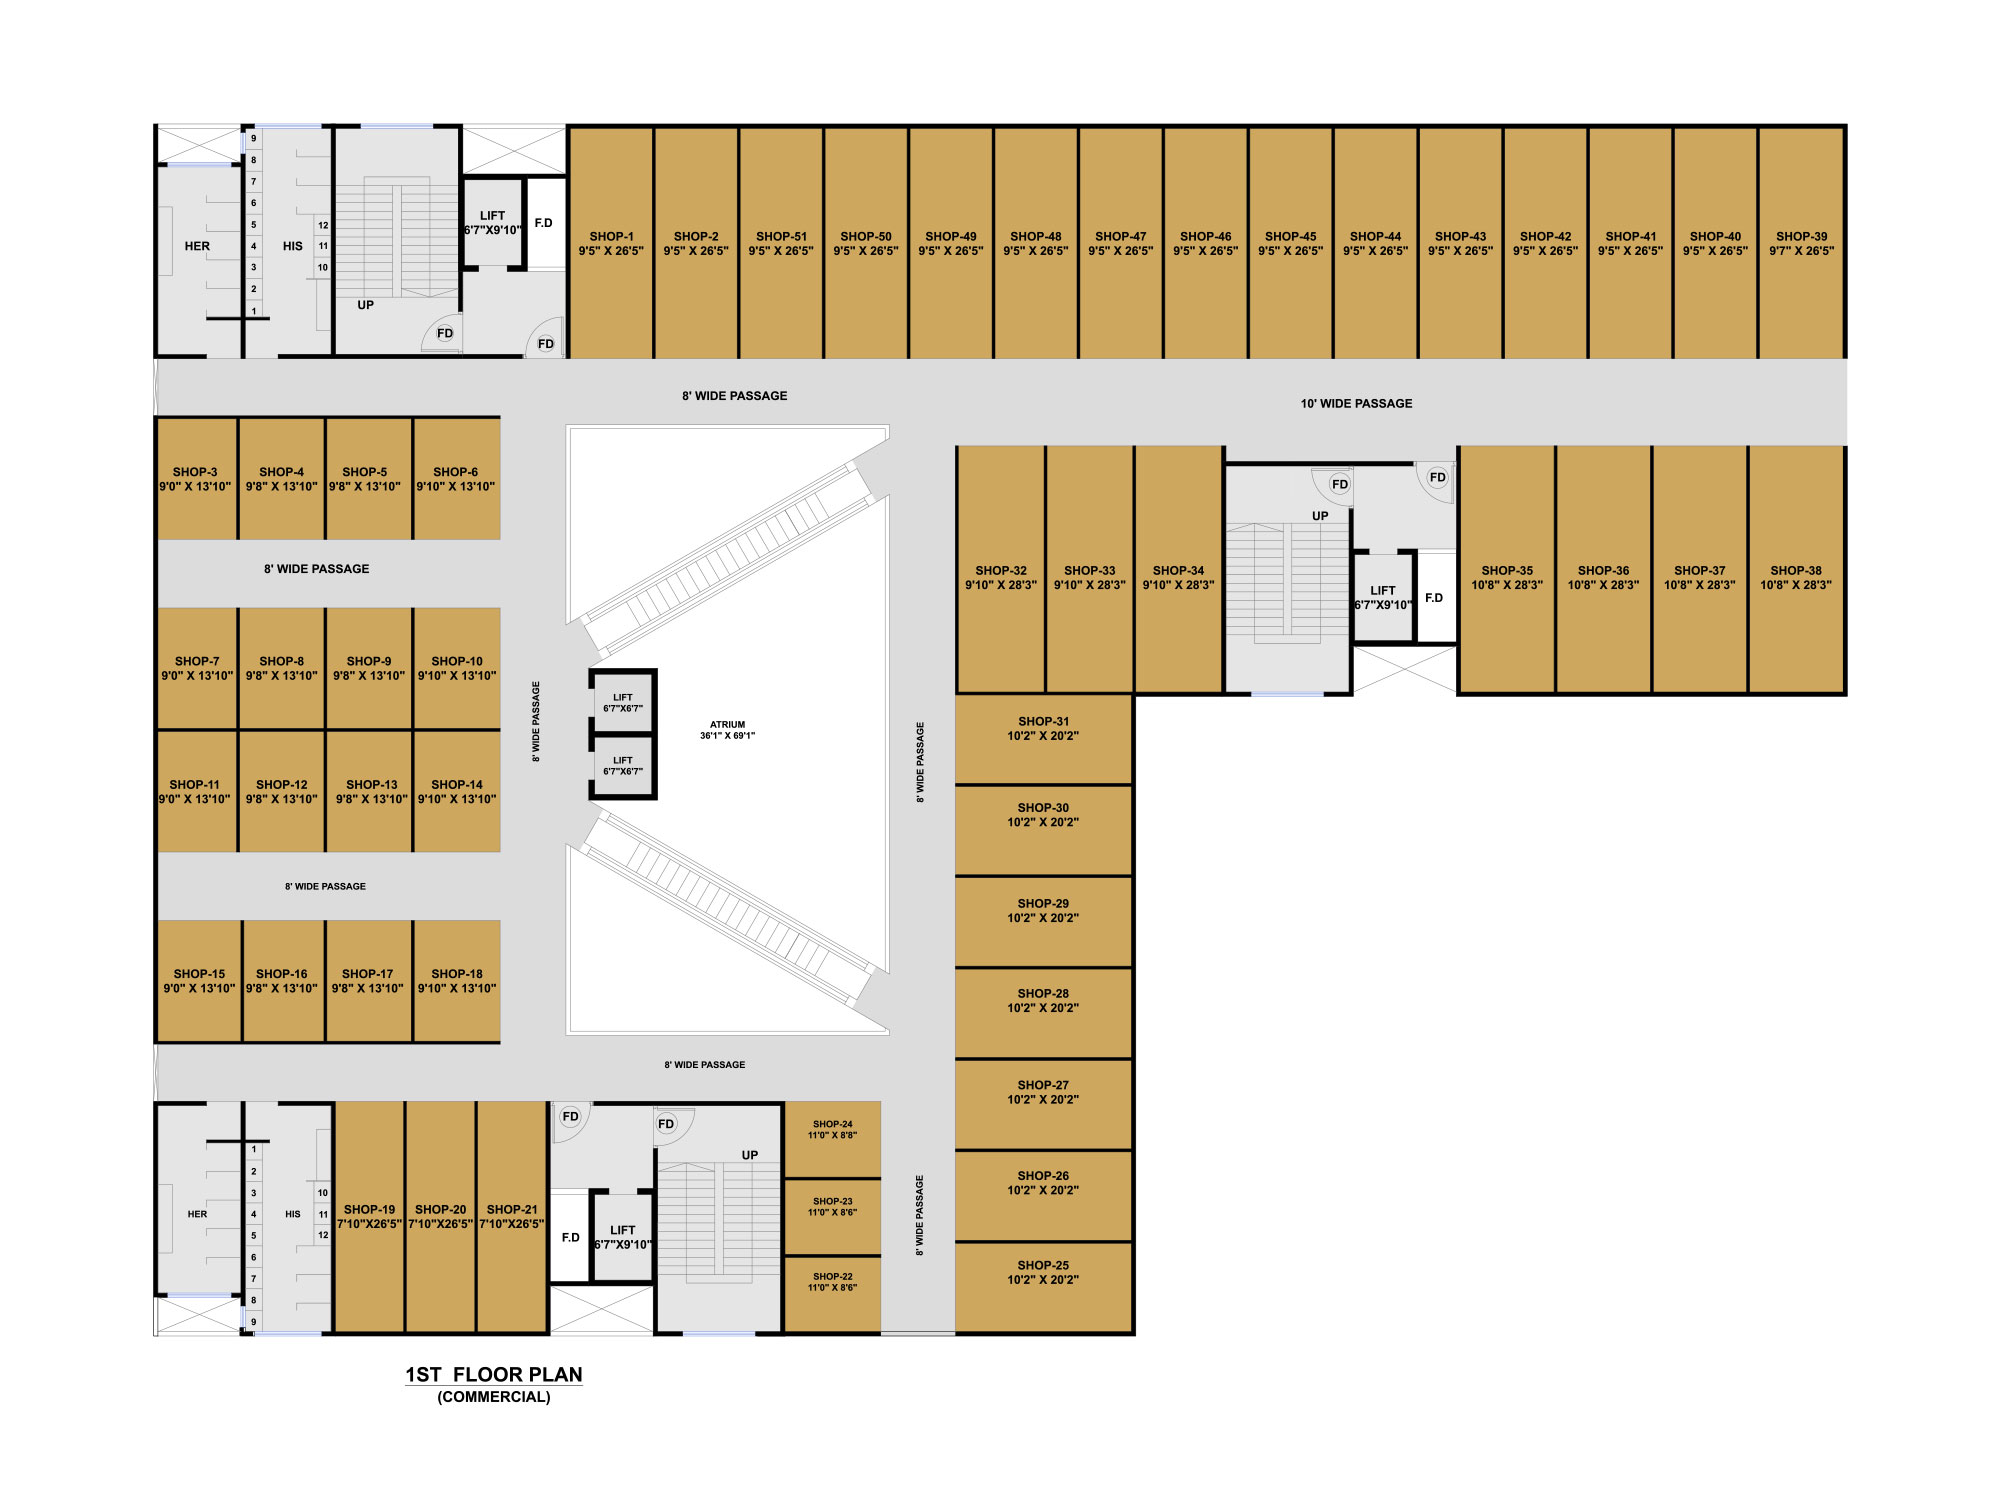 9
8
7
6
5
4
3
2
1
12
11
10
HER
HIS
UP
LIFT
6'7"X9'10"
F.D
FD
FD
SHOP-1
9'5" X 26'5"
SHOP-2
9'5" X 26'5"
SHOP-51
9'5" X 26'5"
SHOP-50
9'5" X 26'5"
SHOP-49
9'5" X 26'5"
SHOP-48
9'5" X 26'5"
SHOP-47
9'5" X 26'5"
SHOP-46
9'5" X 26'5"
SHOP-45
9'5" X 26'5"
SHOP-44
9'5" X 26'5"
SHOP-43
9'5" X 26'5"
SHOP-42
9'5" X 26'5"
SHOP-41
9'5" X 26'5"
SHOP-40
9'5" X 26'5"
SHOP-39
9'7" X 26'5"
8' WIDE PASSAGE
10' WIDE PASSAGE
SHOP-3
9'0" X 13'10"
SHOP-4
9'8" X 13'10"
SHOP-5
9'8" X 13'10"
SHOP-6
9'10" X 13'10"
8' WIDE PASSAGE
SHOP-32
9'10" X 28'3"
SHOP-33
9'10" X 28'3"
SHOP-34
9'10" X 28'3"
FD
FD
UP
LIFT
6'7"X9'10"
F.D
SHOP-35
10'8" X 28'3"
SHOP-36
10'8" X 28'3"
SHOP-37
10'8" X 28'3"
SHOP-38
10'8" X 28'3"
SHOP-7
9'0" X 13'10"
SHOP-8
9'8" X 13'10"
SHOP-9
9'8" X 13'10"
SHOP-10
9'10" X 13'10"
8' WIDE PASSAGE
LIFT
6'7"X6'7"
LIFT
6'7"X6'7"
ATRIUM
36'1" X 69'1"
8' WIDE PASSAGE
SHOP-31
10'2" X 20'2"
SHOP-11
9'0" X 13'10"
SHOP-12
9'8" X 13'10"
SHOP-13
9'8" X 13'10"
SHOP-14
9'10" X 13'10"
SHOP-30
10'2" X 20'2"
8' WIDE PASSAGE
SHOP-29
10'2" X 20'2"
SHOP-15
9'0" X 13'10"
SHOP-16
9'8" X 13'10"
SHOP-17
9'8" X 13'10"
SHOP-18
9'10" X 13'10"
SHOP-28
10'2" X 20'2"
8' WIDE PASSAGE
SHOP-27
10'2" X 20'2"
HER
HIS
1
2
3
4
5
6
7
8
9
10
11
12
SHOP-19
7'10"X26'5"
SHOP-20
7'10"X26'5"
SHOP-21
7'10"X26'5"
FD
FD
UP
F.D
LIFT
6'7"X9'10"
SHOP-24
11'0" X 8'8"
SHOP-23
11'0" X 8'6"
SHOP-22
11'0" X 8'6"
8' WIDE PASSAGE
SHOP-26
10'2" X 20'2"
SHOP-25
10'2" X 20'2"
1ST FLOOR PLAN
(COMMERCIAL)